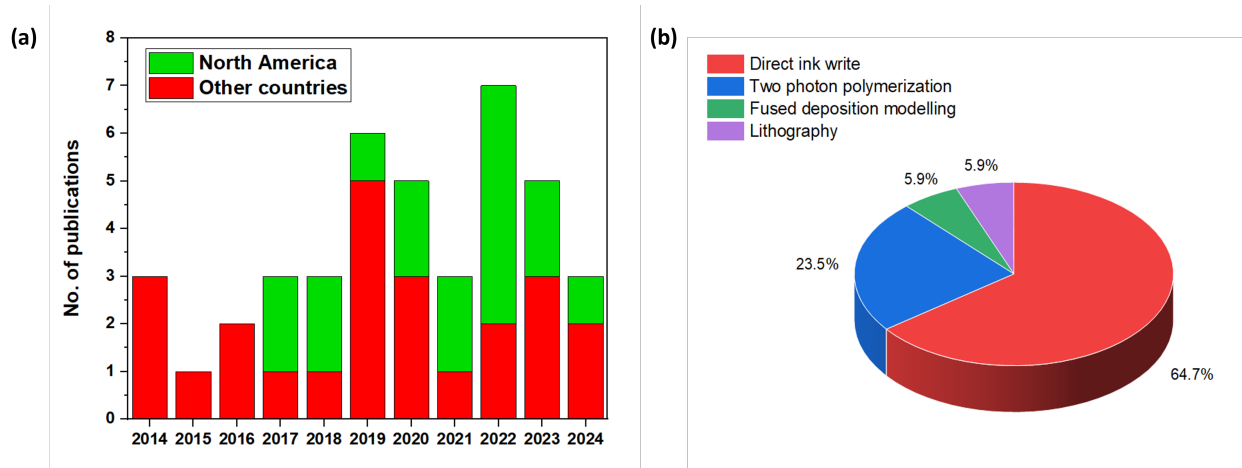 (a)
North America
Other countries
No. of publications
8
7
6
5
4
3
2
1
0
2014 2015 2016 2017 2018 2019 2020 2021 2022 2023 2024
(b)
Direct ink write
Two photon polymerization
Fused deposition modelling
Lithography
5.9%
5.9%
23.5%
64.7%